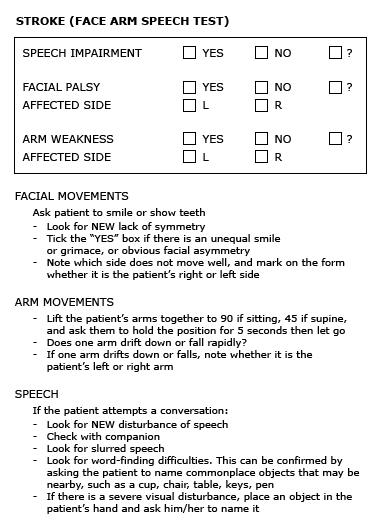 STROKE (FACE ARM SPEECH TEST)
SPEECH IMPAIRMENT YES NO ?
FACIAL PALSY YES NO ?
AFFECTED SIDE L R
ARM WEAKNESS YES NO ?
AFFECTED SIDE L R
FACIAL MOVEMENTS
Ask patient to smile or show teeth
- Look for NEW lack of symmetry
- Tick the “YES” box if there is an unequal smile
or grimace, or obvious facial asymmetry
- Note which side does not move well, and mark on the form
whether it is the patient’s right or left side
ARM MOVEMENTS
- Lift the patient’s arms together to 90 if sitting, 45 if supine,
and ask them to hold the position for 5 seconds then let go
- Does one arm drift down or fall rapidly?
- If one arm drifts down or falls, note whether it is the
patient’s left or right arm
SPEECH
If the patient attempts a conversation:
- Look for NEW disturbance of speech
- Check with companion
- Look for slurred speech
- Look for word-finding difficulties. This can be confirmed by
asking the patient to name commonplace objects that may be
nearby, such as a cup, chair, table, keys, pen
- If there is a severe visual disturbance, place an object in the
patient’s hand and ask him/her to name it